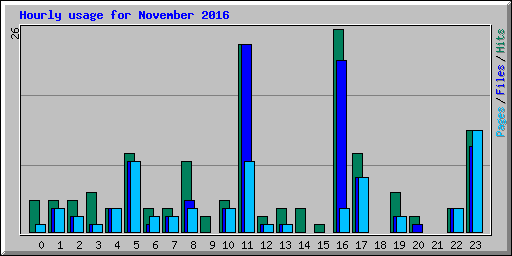 Hourly usage for November 2016
26
Pages/Files/Hits
0 1 2 3 4 5 6 7 8 9 10 11 12 13 14 15 16 17 18 19 20 21 22 23